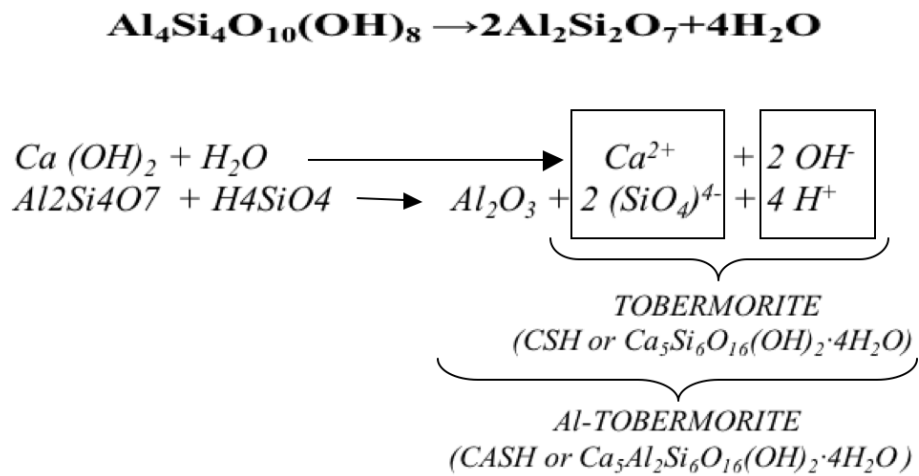 Al₄Si₄O₁₀(OH)₈ → 2Al₂Si₂O₇+4H₂O
Ca (OH)₂ + H₂O → Ca²⁺ + 2 OH⁻
Al2Si4O7 + H4SiO4 → Al₂O₃ + 2 (SiO₄)⁴⁻ + 4 H⁺
TOBERMORITE
(CSH or Ca₅Si₆O₁₆(OH)₂·4H₂O)
Al-TOBERMORITE
(CASH or Ca₅Al₂Si₆O₁₆(OH)₂·4H₂O)